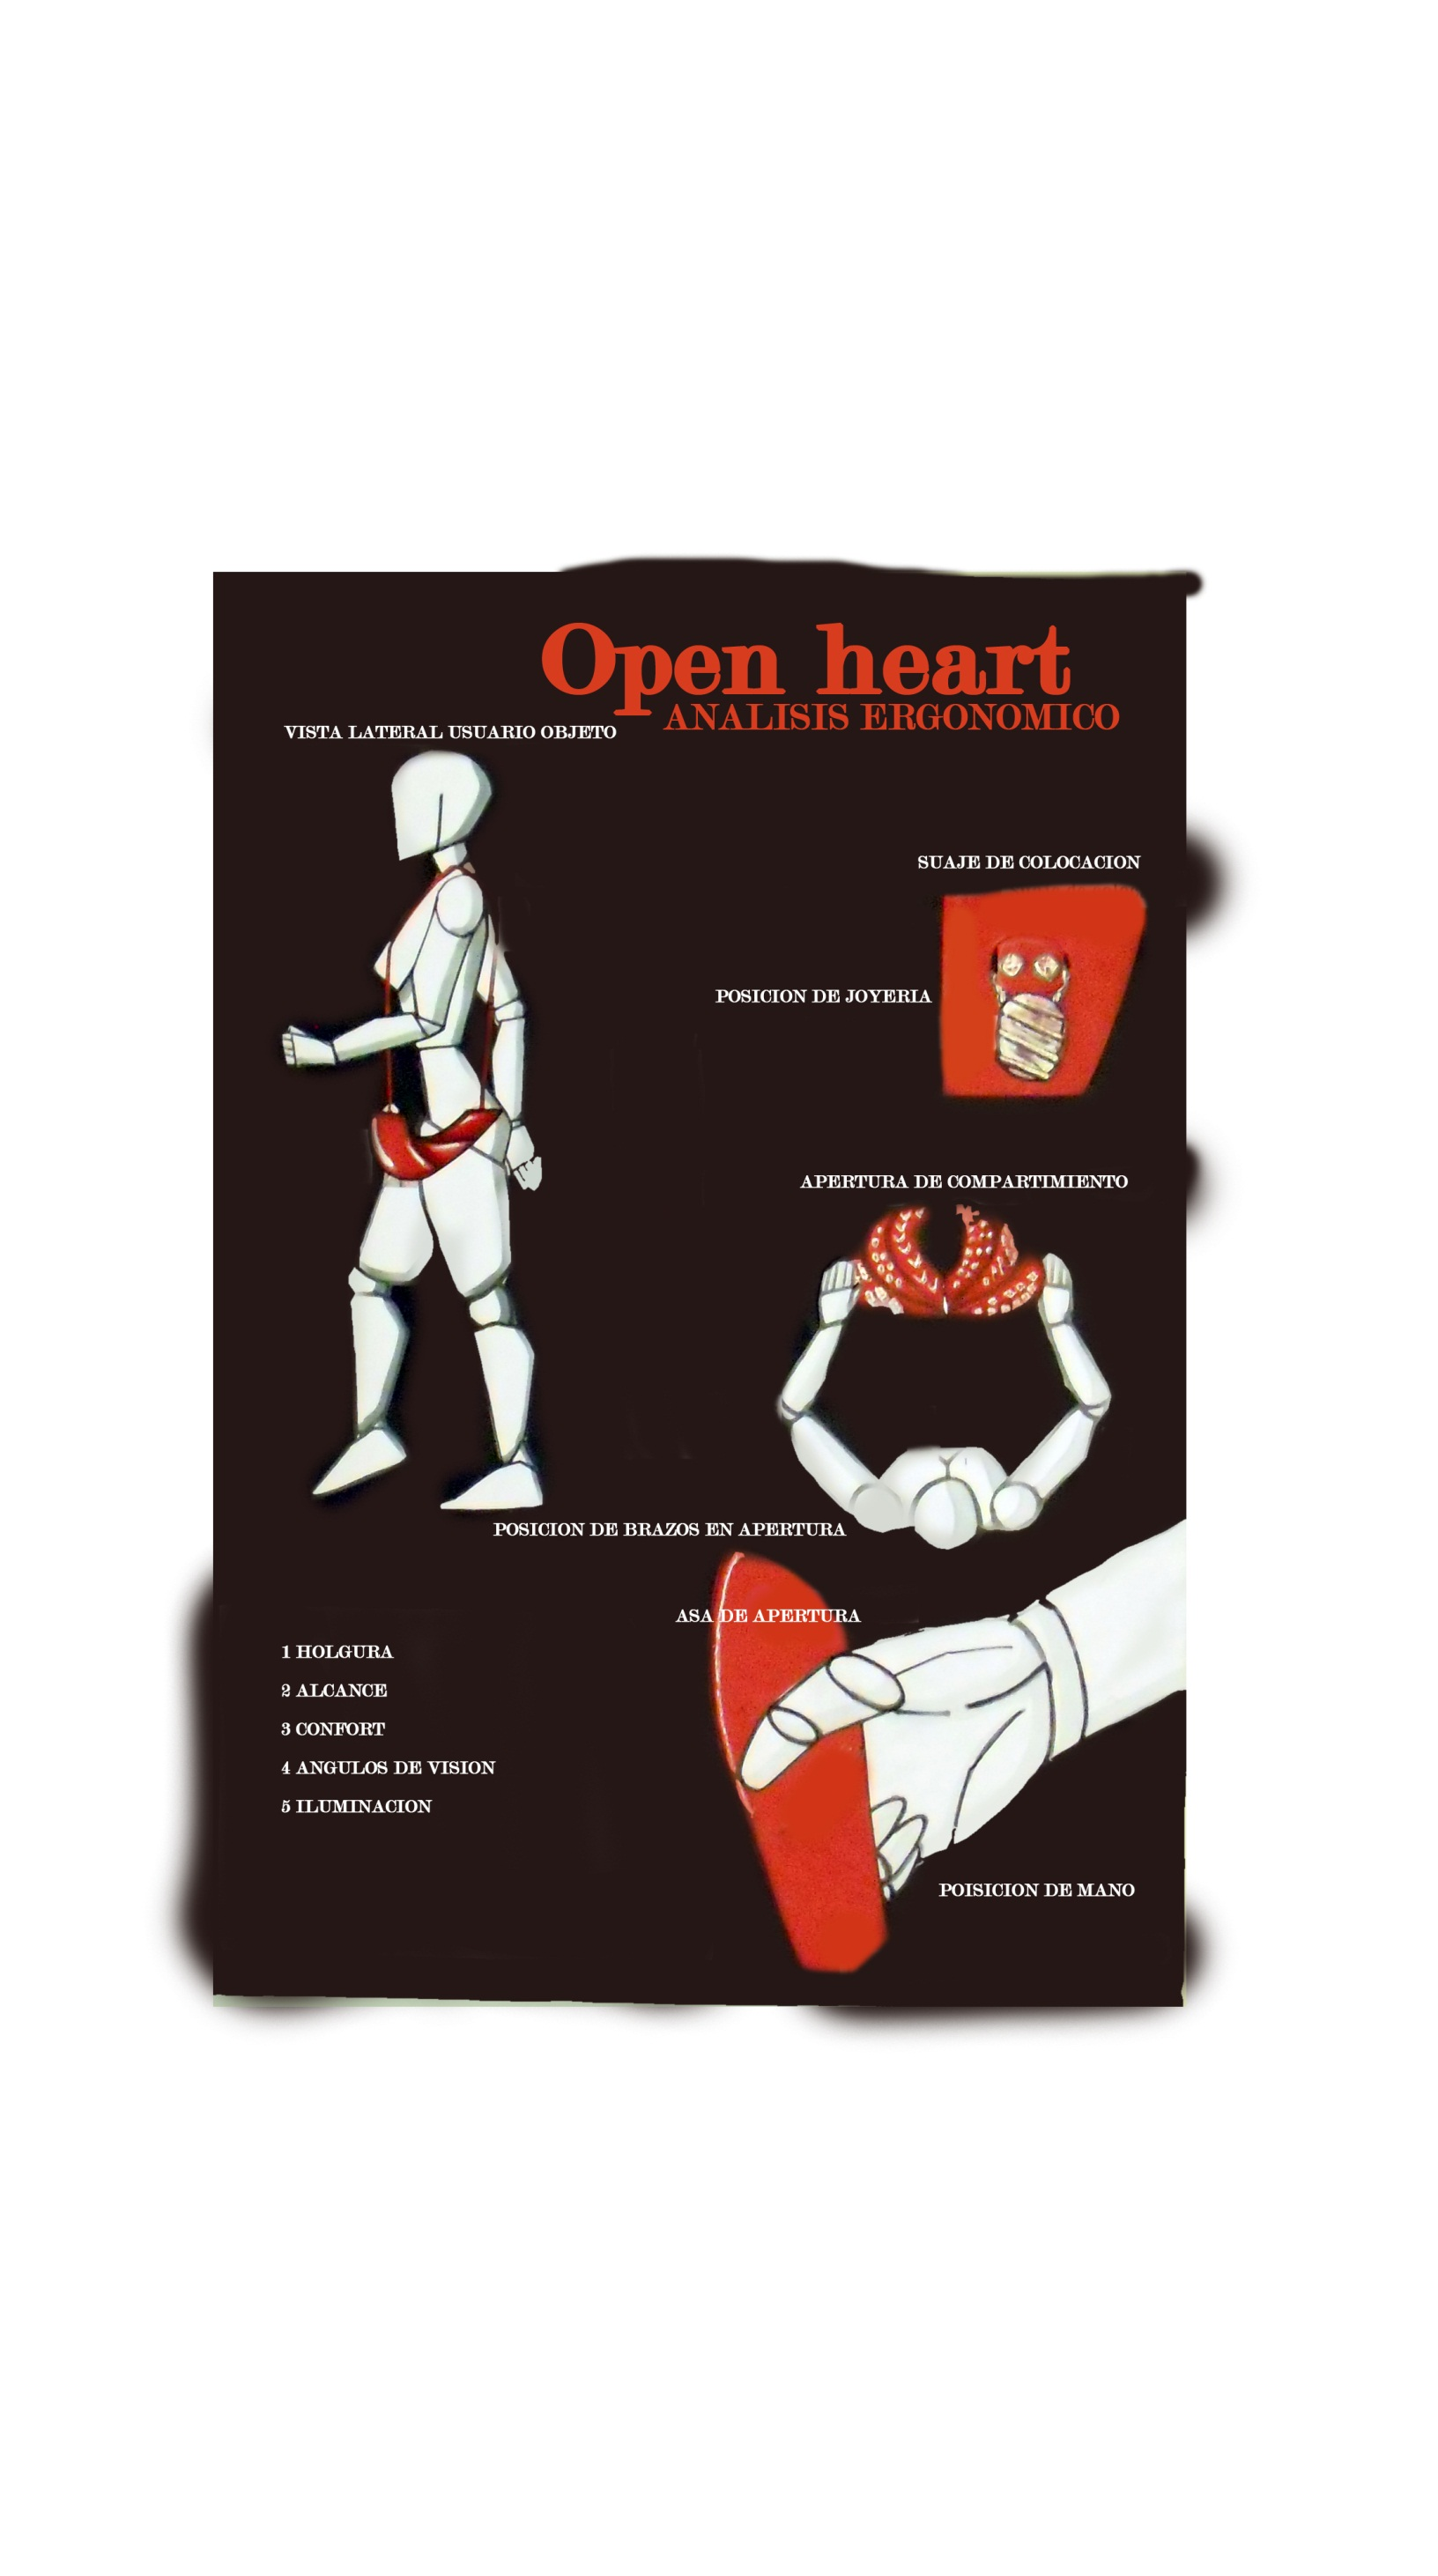 Open heart
ANALISIS ERGONOMICO
VISTA LATERAL USUARIO OBJETO
SUAJE DE COLOCACION
POSICION DE JOYERIA
APERTURA DE COMPARTIMIENTO
POSICION DE BRAZOS EN APERTURA
ASA DE APERTURA
1 HOLGURA
2 ALCANCE
3 CONFORT
4 ANGULOS DE VISION
5 ILUMINACION
POISICION DE MANO